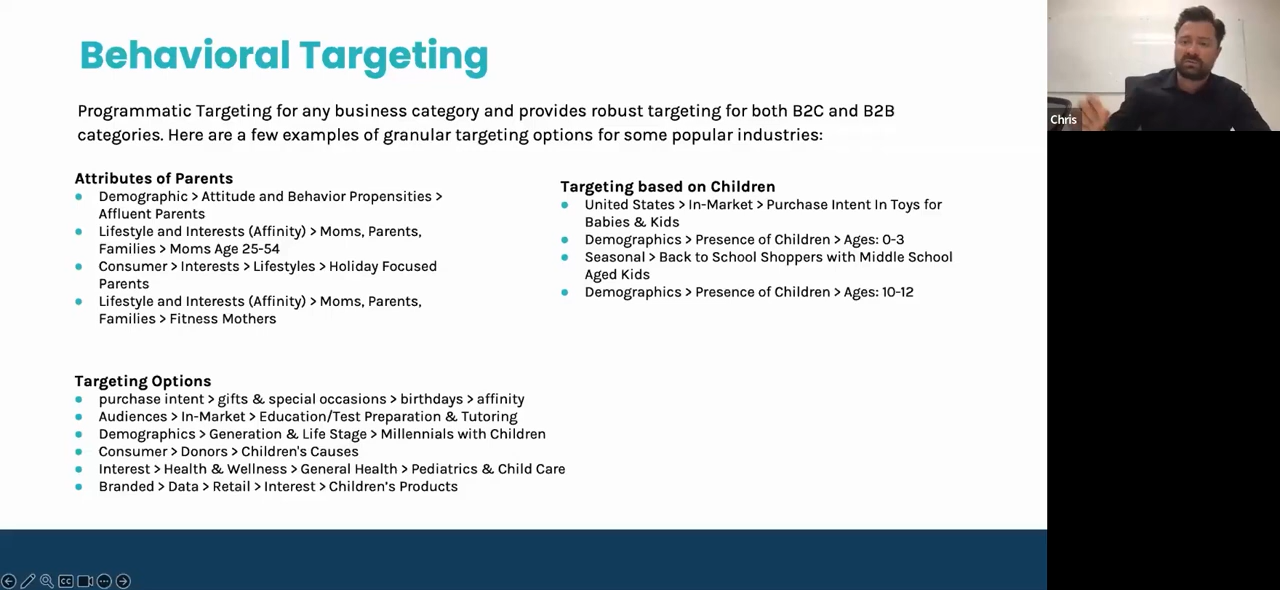 Behavioral Targeting
Programmatic Targeting for any business category and provides robust targeting for both B2C and B2B
categories. Here are a few examples of granular targeting options for some popular industries:
Attributes of Parents
Demographic > Attitude and Behavior Propensities >
Affluent Parents
Lifestyle and Interests (Affinity) > Moms, Parents,
Families > Moms Age 25-54
Consumer > Interests > Lifestyles > Holiday Focused
Parents
Lifestyle and Interests (Affinity) > Moms, Parents,
Families > Fitness Mothers
Targeting based on Children
United States > In-Market > Purchase Intent In Toys for
Babies & Kids
Demographics > Presence of Children > Ages: 0-3
Seasonal > Back to School Shoppers with Middle School
Aged Kids
Demographics > Presence of Children > Ages: 10-12
Targeting Options
purchase intent > gifts & special occasions > birthdays > affinity
Audiences > In-Market > Education/Test Preparation & Tutoring
Demographics > Generation & Life Stage > Millennials with Children
Consumer > Donors > Children's Causes
Interest > Health & Wellness > General Health > Pediatrics & Child Care
Branded > Data > Retail > Interest > Children’s Products
Chris
CC